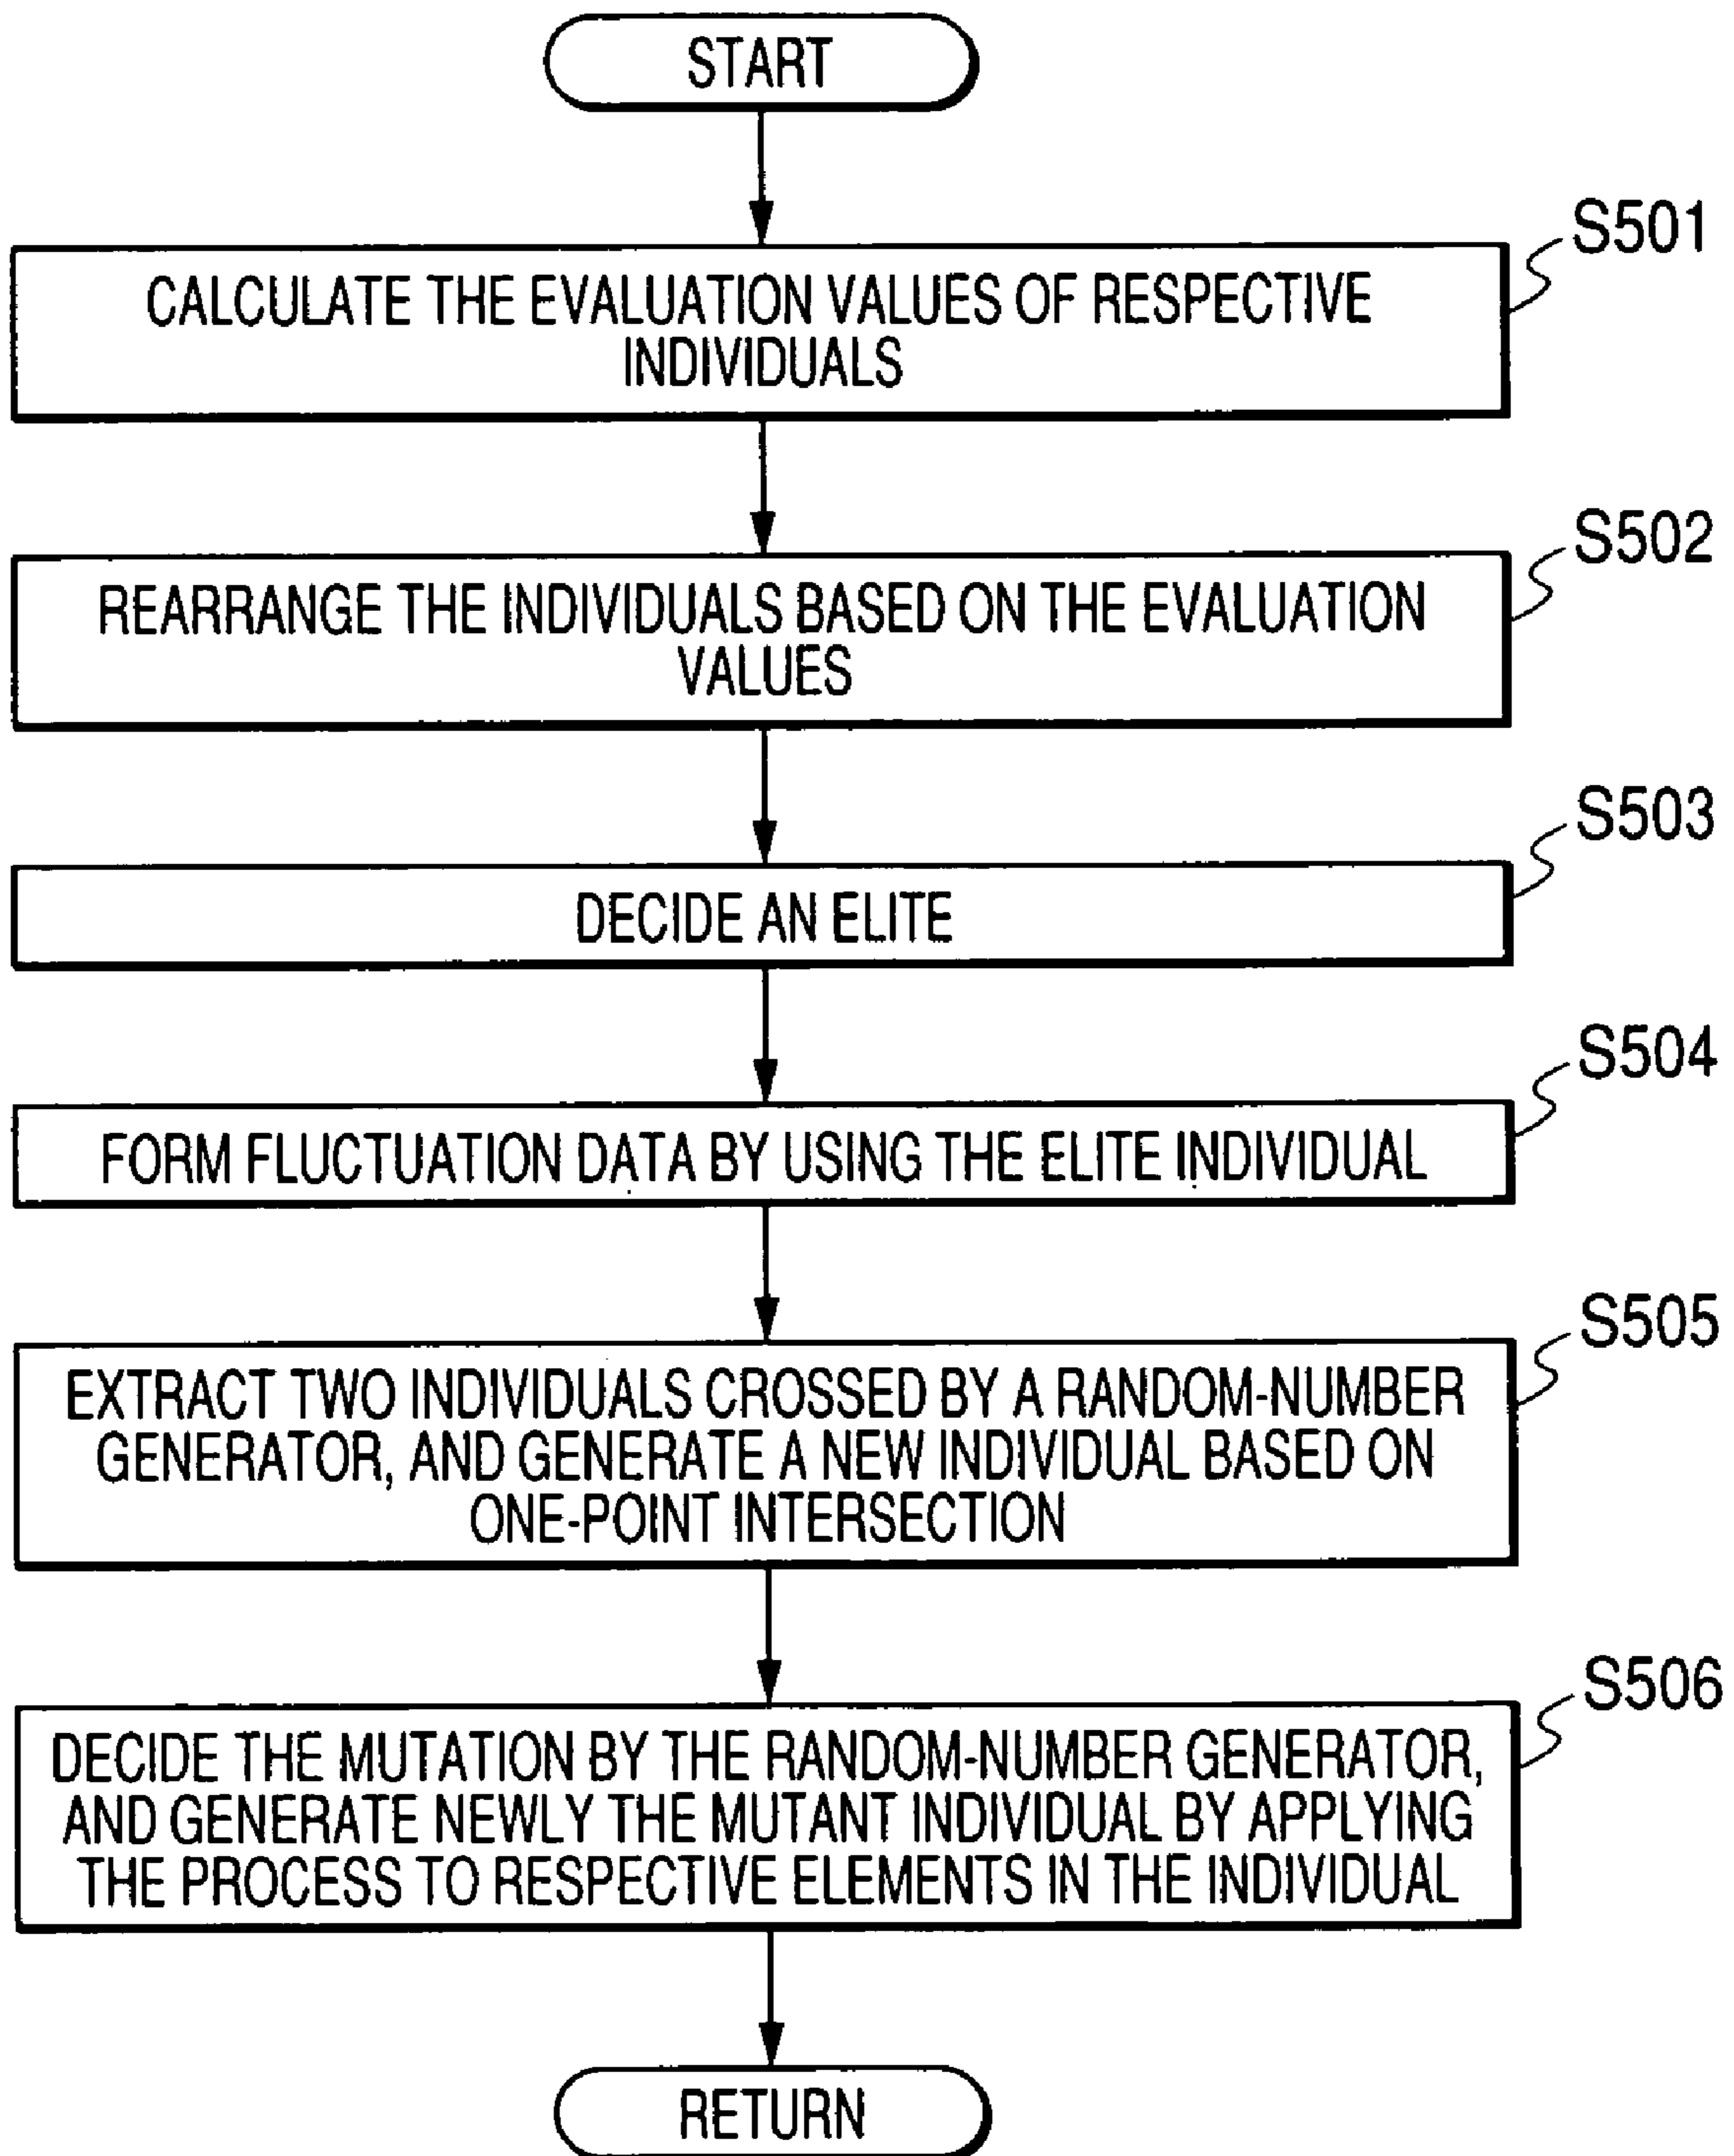 START
S501
CALCULATE THE EVALUATION VALUES OF RESPECTIVE
INDIVIDUALS
S502
REARRANGE THE INDIVIDUALS BASED ON THE EVALUATION
VALUES
S503
DECIDE AN ELITE
S504
FORM FLUCTUATION DATA BY USING THE ELITE INDIVIDUAL
S505
EXTRACT TWO INDIVIDUALS CROSSED BY A RANDOM-NUMBER
GENERATOR, AND GENERATE A NEW INDIVIDUAL BASED ON
ONE-POINT INTERSECTION
S506
DECIDE THE MUTATION BY THE RANDOM-NUMBER GENERATOR,
AND GENERATE NEWLY THE MUTANT INDIVIDUAL BY APPLYING
THE PROCESS TO RESPECTIVE ELEMENTS IN THE INDIVIDUAL
RETURN